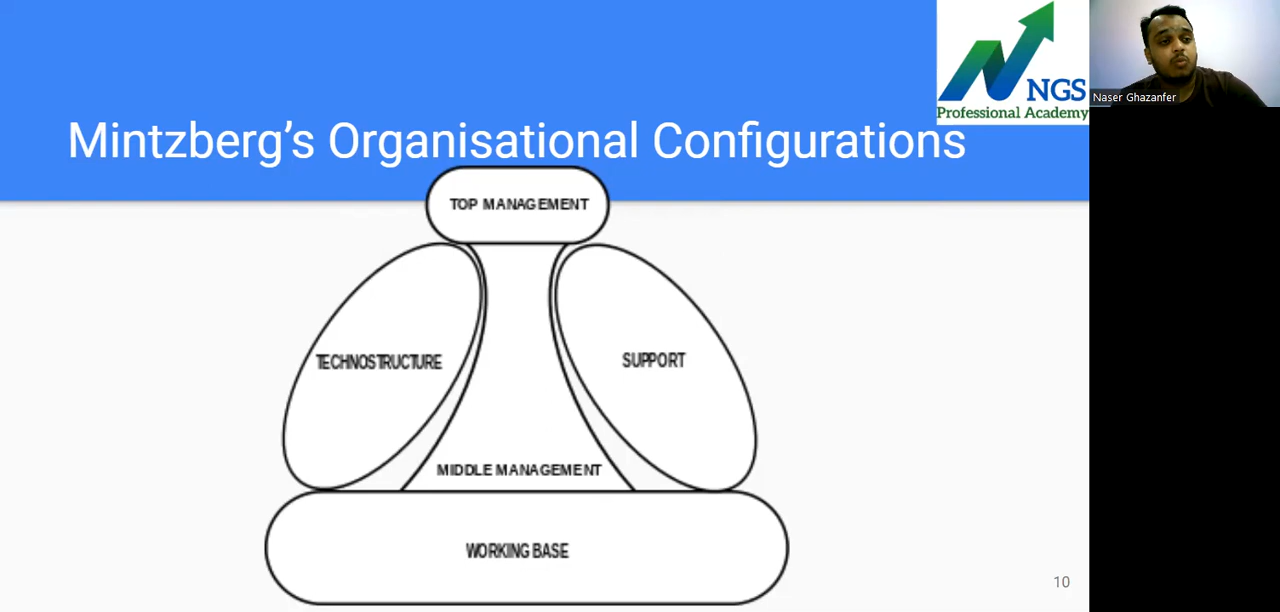 NGS
Professional Academy
Naser Ghazanfer
Mintzberg’s Organisational Configurations
TOP MANAGEMENT
TECHNOSTRUCTURE
SUPPORT
MIDDLE MANAGEMENT
WORKING BASE
10